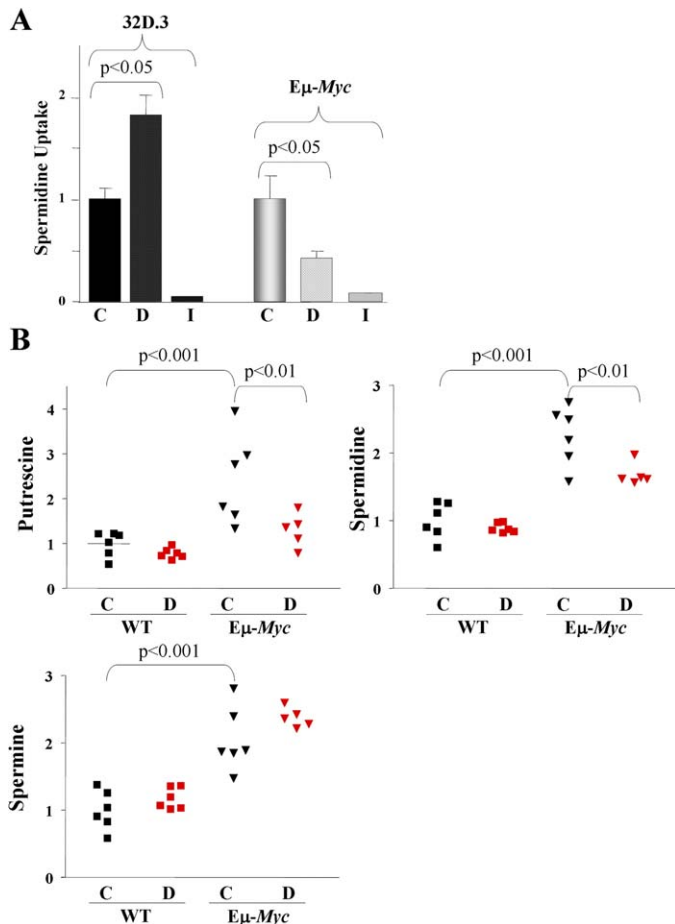 A
32D.3
p<0.05
Eμ-Myc
p<0.05
Spermidine Uptake
2
1
0
C D I C D I
B
p<0.001
p<0.01
Putrescine
4
3
2
1
0
C D C D
WT Eμ-Myc
p<0.001
p<0.01
Spermidine
3
2
1
0
C D C D
WT Eμ-Myc
p<0.001
Spermine
3
2
1
0
C D C D
WT Eμ-Myc